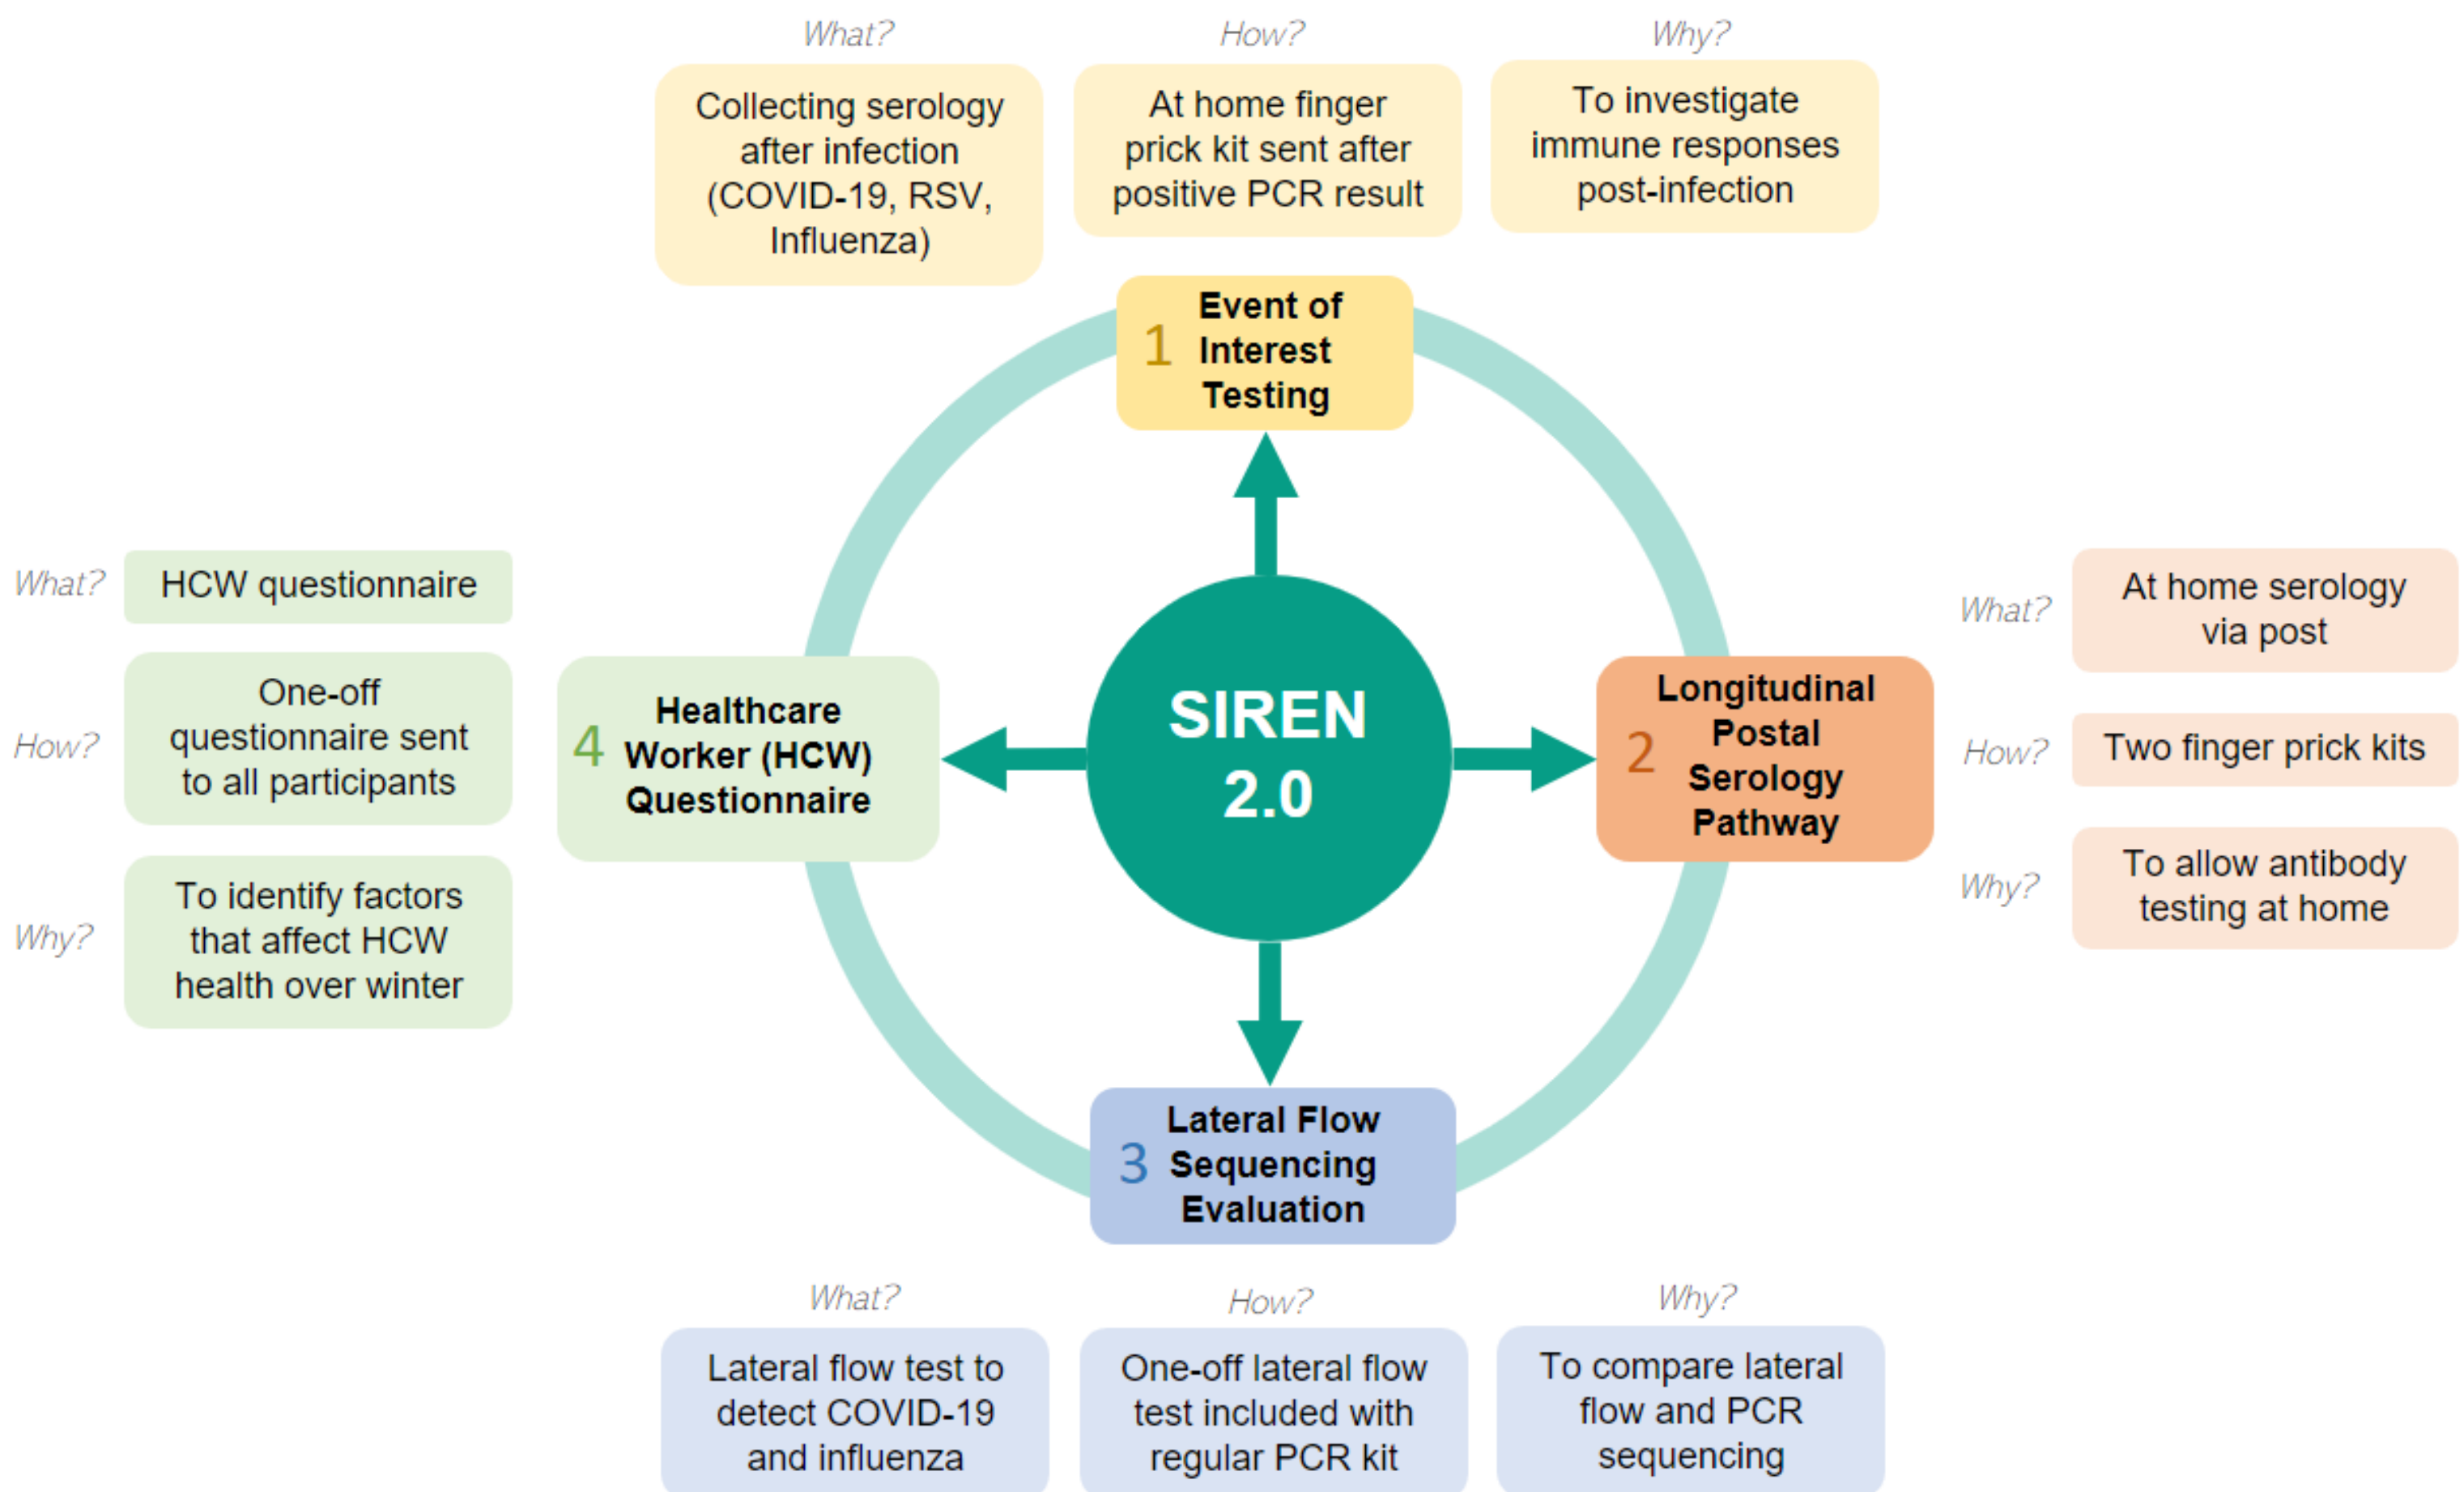 What?
Collecting serology
after infection
(COVID-19, RSV,
Influenza)
How?
At home finger
prick kit sent after
positive PCR result
Why?
To investigate
immune responses
post-infection
1
Event of
Interest
Testing
What?
HCW questionnaire
How?
One-off
questionnaire sent
to all participants
Why?
To identify factors
that affect HCW
health over winter
4
Healthcare
Worker (HCW)
Questionnaire
SIREN
2.0
2
Longitudinal
Postal
Serology
Pathway
What?
At home serology
via post
How?
Two finger prick kits
Why?
To allow antibody
testing at home
3
Lateral Flow
Sequencing
Evaluation
What?
Lateral flow test to
detect COVID-19
and influenza
How?
One-off lateral flow
test included with
regular PCR kit
Why?
To compare lateral
flow and PCR
sequencing